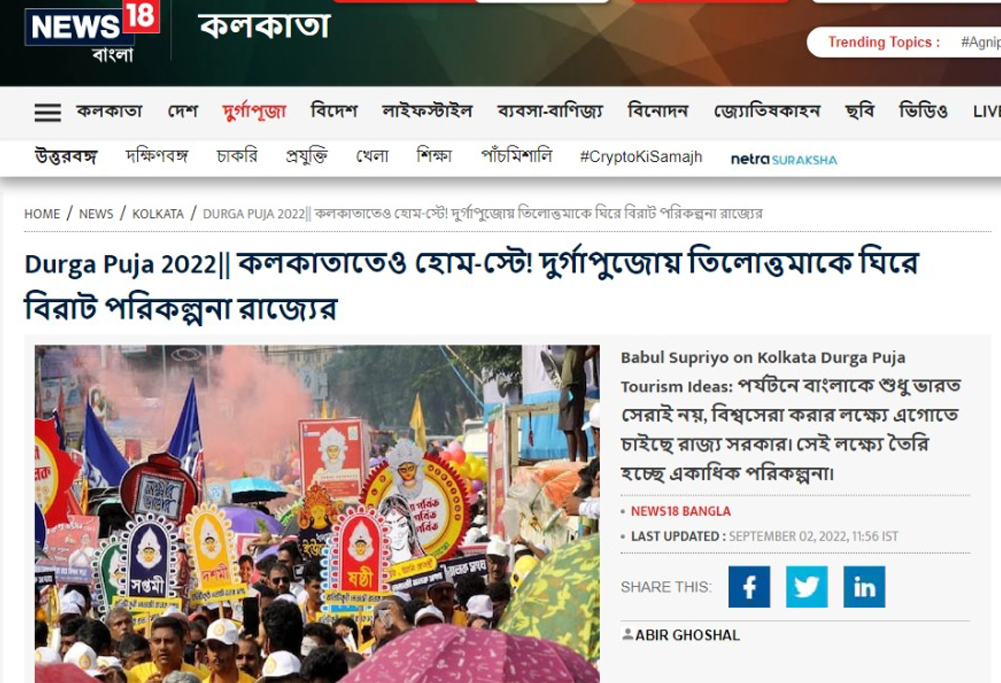 NEWS 18
বাংলা
কলকাতা
Trending Topics : #Agnip
কলকাতা দেশ দুর্গাপূজা বিদেশ লাইফস্টাইল ব্যবসা-বাণিজ্য বিনোদন জ্যোতিষকাহন ছবি ভিডিও LIVE
উত্তরবঙ্গ দক্ষিণবঙ্গ চাকরি প্রযুক্তি খেলা শিক্ষা পাঁচমিশালি #CryptoKiSamajh netra SURAKSHA
HOME / NEWS / KOLKATA / DURGA PUJA 2022|| কলকাতাতেও হোম-স্টে! দুর্গাপুজোয় তিলোত্তমাকে ঘিরে বিরাট পরিকল্পনা রাজ্যের
Durga Puja 2022|| কলকাতাতেও হোম-স্টে! দুর্গাপুজোয় তিলোত্তমাকে ঘিরে
বিরাট পরিকল্পনা রাজ্যের
Babul Supriyo on Kolkata Durga Puja
Tourism Ideas: পর্যটনে বাংলাকে শুধু ভারত
সেরাই নয়, বিশ্বসেরা করার লক্ষ্যে এগোতে
চাইছে রাজ্য সরকার। সেই লক্ষ্যে তৈরি
হচ্ছে একাধিক পরিকল্পনা।
NEWS18 BANGLA
LAST UPDATED : SEPTEMBER 02, 2022, 11:56 IST
SHARE THIS:
ABIR GHOSHAL
সপ্তমী
দশমী
ষষ্ঠী